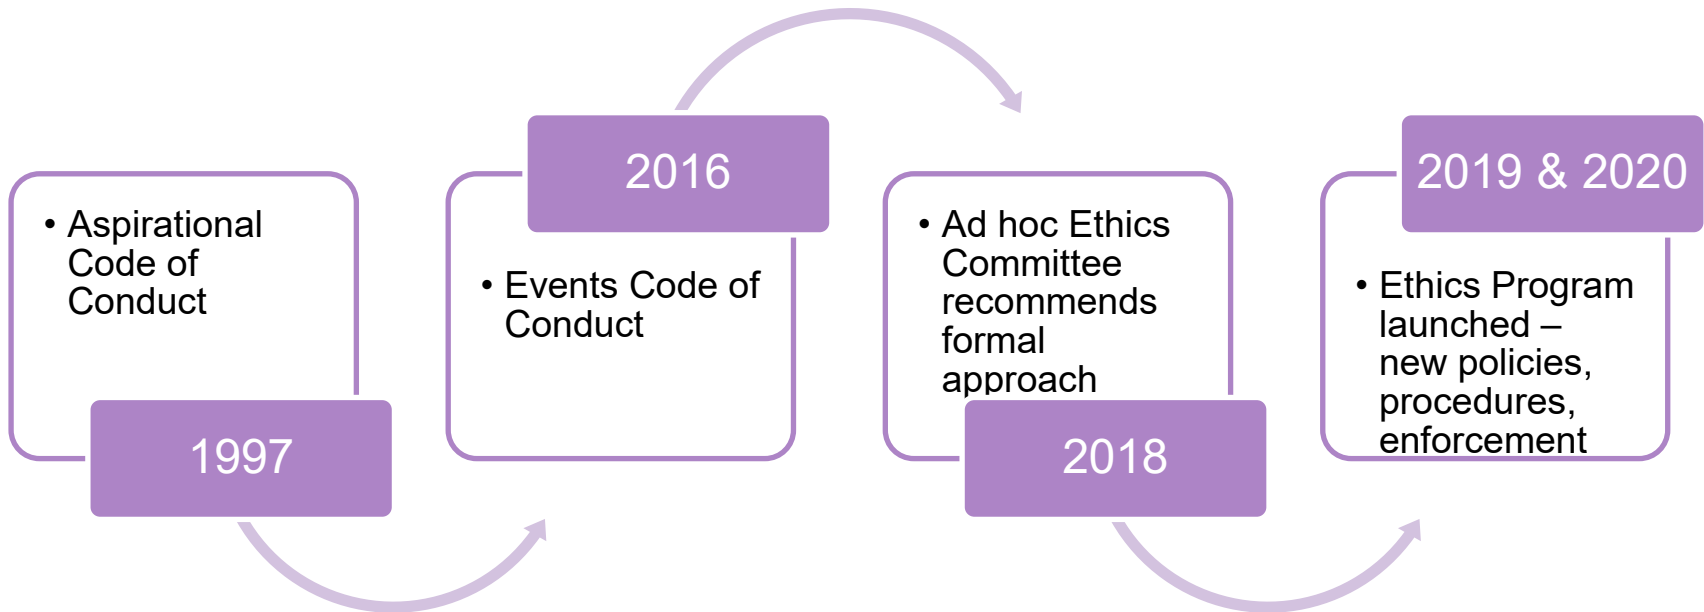 • Aspirational
Code of
Conduct
1997
2016
• Events Code of
Conduct
• Ad hoc Ethics
Committee
recommends
formal
approach
2018
2019 & 2020
• Ethics Program
launched –
new policies,
procedures,
enforcement